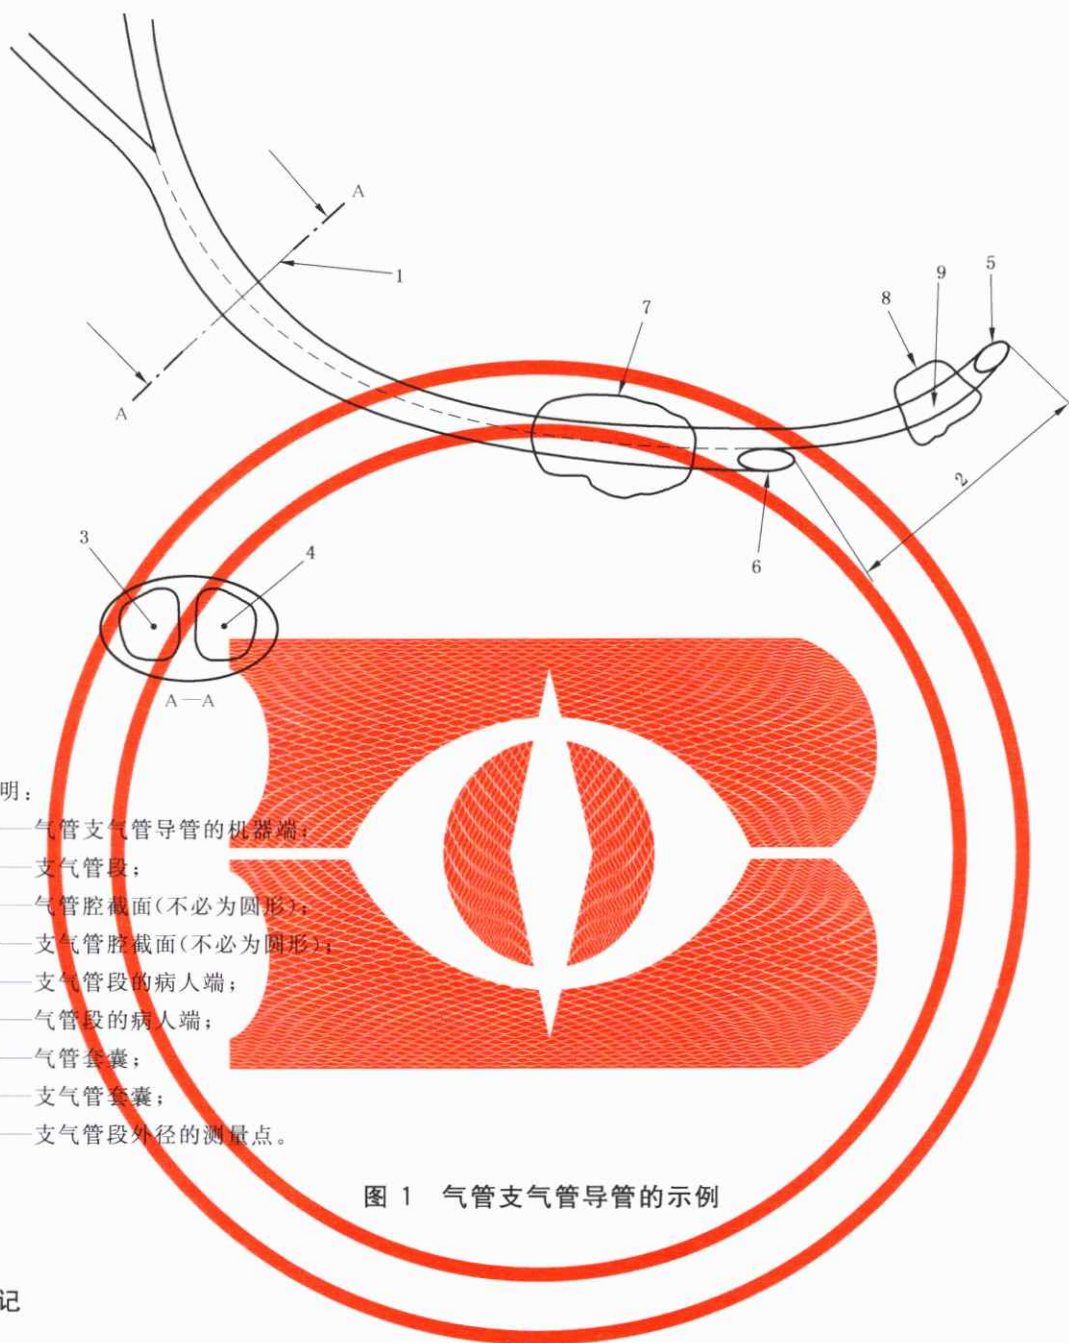 A
1
9
5
8
7
A
2
3
4
6
A—A
明:
——气管支气管导管的机器端;
——支气管段;
——气管腔截面(不必为圆形);
——支气管腔截面(不必为圆形);
——支气管段的病人端;
——气管段的病人端;
——气管套囊;
——支气管套囊;
——支气管段外径的测量点。
图 1 气管支气管导管的示例
记